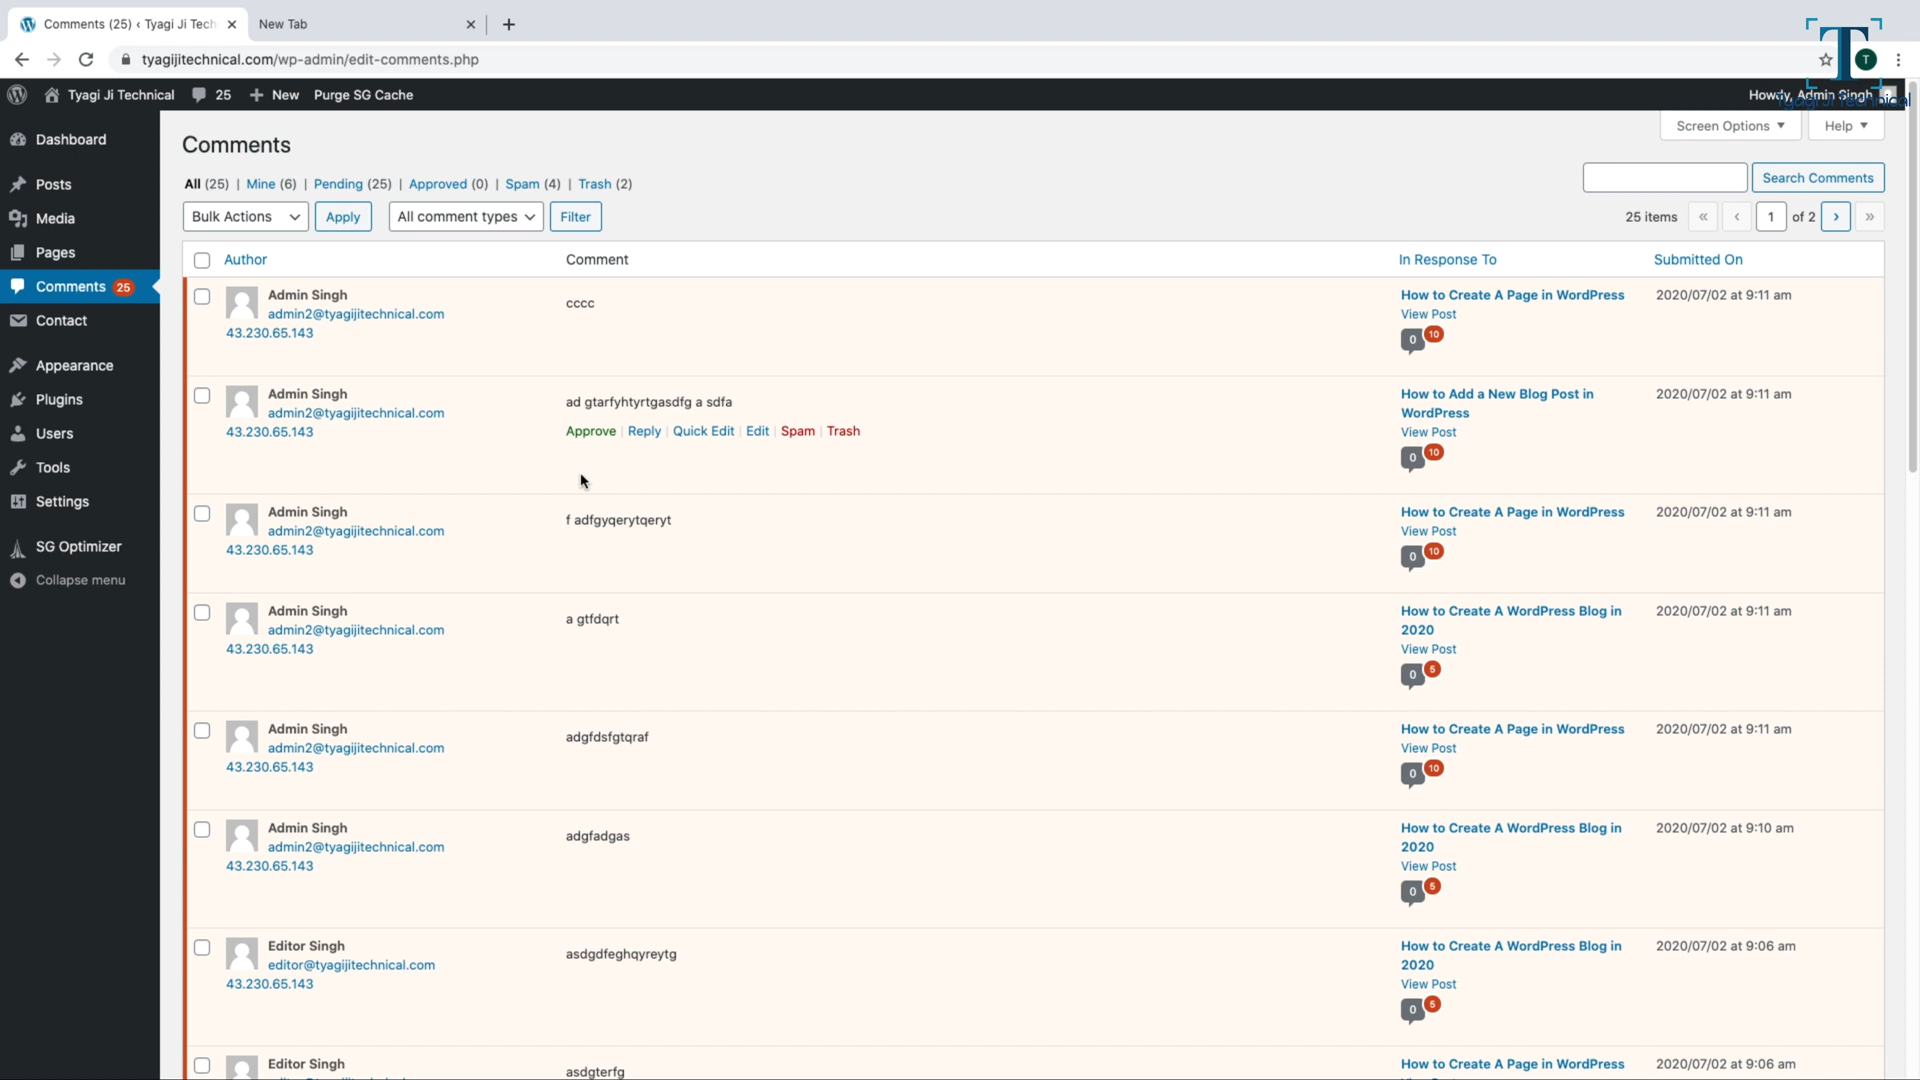 Comments (25) ‹ Tyagi Ji Tech
New Tab
tyagijitechnical.com/wp-admin/edit-comments.php
T
T
Tyagi Ji Technical
25
New
Purge SG Cache
Howdy, Admin Singh
Tyagi Ji Technical
Dashboard
Posts
Media
Pages
Comments 25
Contact
Appearance
Plugins
Users
Tools
Settings
SG Optimizer
Collapse menu
Comments
Screen Options
Help
All (25) | Mine (6) | Pending (25) | Approved (0) | Spam (4) | Trash (2)
Search Comments
Bulk Actions
Apply
All comment types
Filter
25 items « ‹ 1 of 2 › »
Author
Comment
In Response To
Submitted On
Admin Singh
admin2@tyagijitechnical.com
43.230.65.143
cccc
How to Create A Page in WordPress
View Post
0 10
2020/07/02 at 9:11 am
Admin Singh
admin2@tyagijitechnical.com
43.230.65.143
ad gtarfyhtyrtgasdfg a sdfa
Approve | Reply | Quick Edit | Edit | Spam | Trash
How to Add a New Blog Post in
WordPress
View Post
0 10
2020/07/02 at 9:11 am
Admin Singh
admin2@tyagijitechnical.com
43.230.65.143
f adfgyqerytqeryt
How to Create A Page in WordPress
View Post
0 10
2020/07/02 at 9:11 am
Admin Singh
admin2@tyagijitechnical.com
43.230.65.143
a gtfdqrt
How to Create A WordPress Blog in
2020
View Post
0 5
2020/07/02 at 9:11 am
Admin Singh
admin2@tyagijitechnical.com
43.230.65.143
adgfdsfgtqraf
How to Create A Page in WordPress
View Post
0 10
2020/07/02 at 9:11 am
Admin Singh
admin2@tyagijitechnical.com
43.230.65.143
adgfadgas
How to Create A WordPress Blog in
2020
View Post
0 5
2020/07/02 at 9:10 am
Editor Singh
editor@tyagijitechnical.com
43.230.65.143
asdgdfeghqyreytg
How to Create A WordPress Blog in
2020
View Post
0 5
2020/07/02 at 9:06 am
Editor Singh
asdgterfg
How to Create A Page in WordPress
2020/07/02 at 9:06 am